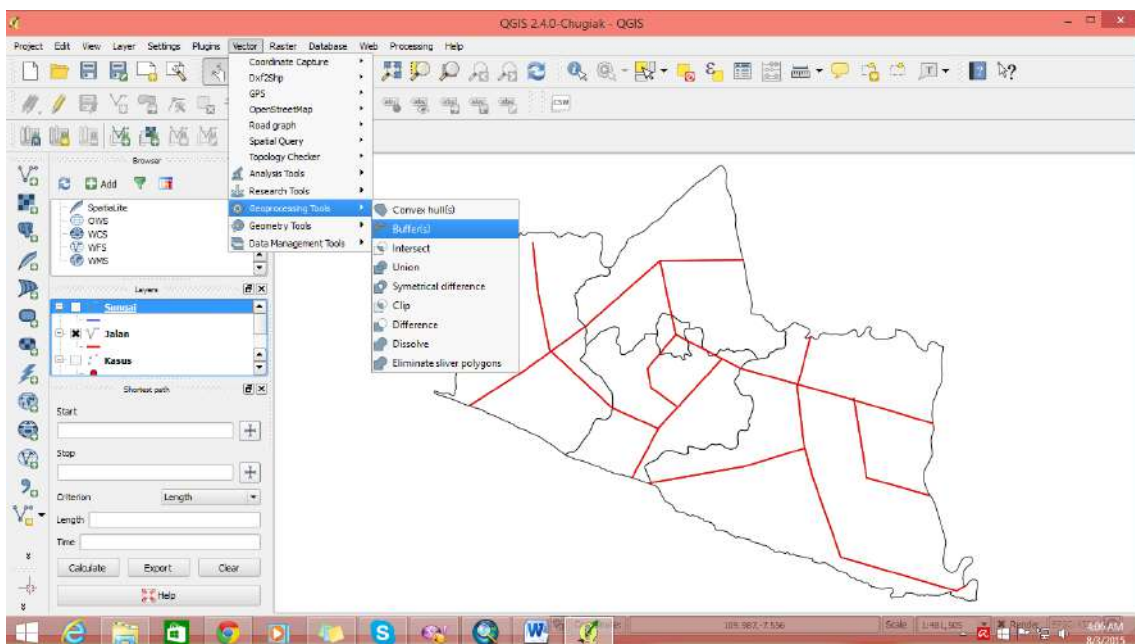 QGIS 2.4.0-Chugiak - QGIS
Project Edit View Layer Settings Plugins Vector Raster Database Web Processing Help
Coordinate Capture
Dxf2Shp
GPS
OpenStreetMap
Road graph
Spatial Query
Topology Checker
Analysis Tools
Research Tools
Geoprocessing Tools
Geometry Tools
Data Management Tools
Convex hull(s)
Buffer(s)
Intersect
Union
Symetrical difference
Clip
Difference
Dissolve
Eliminate sliver polygons
CSW
Browser
Add
SpatiaLite
OWS
WCS
WFS
WMS
Layers
Sungai
Jalan
Kasus
Shortest path
Start
Stop
Criterion Length
Length
Time
Calculate Export Clear
Help
Scale
Render
4:06 AM
8/3/2015